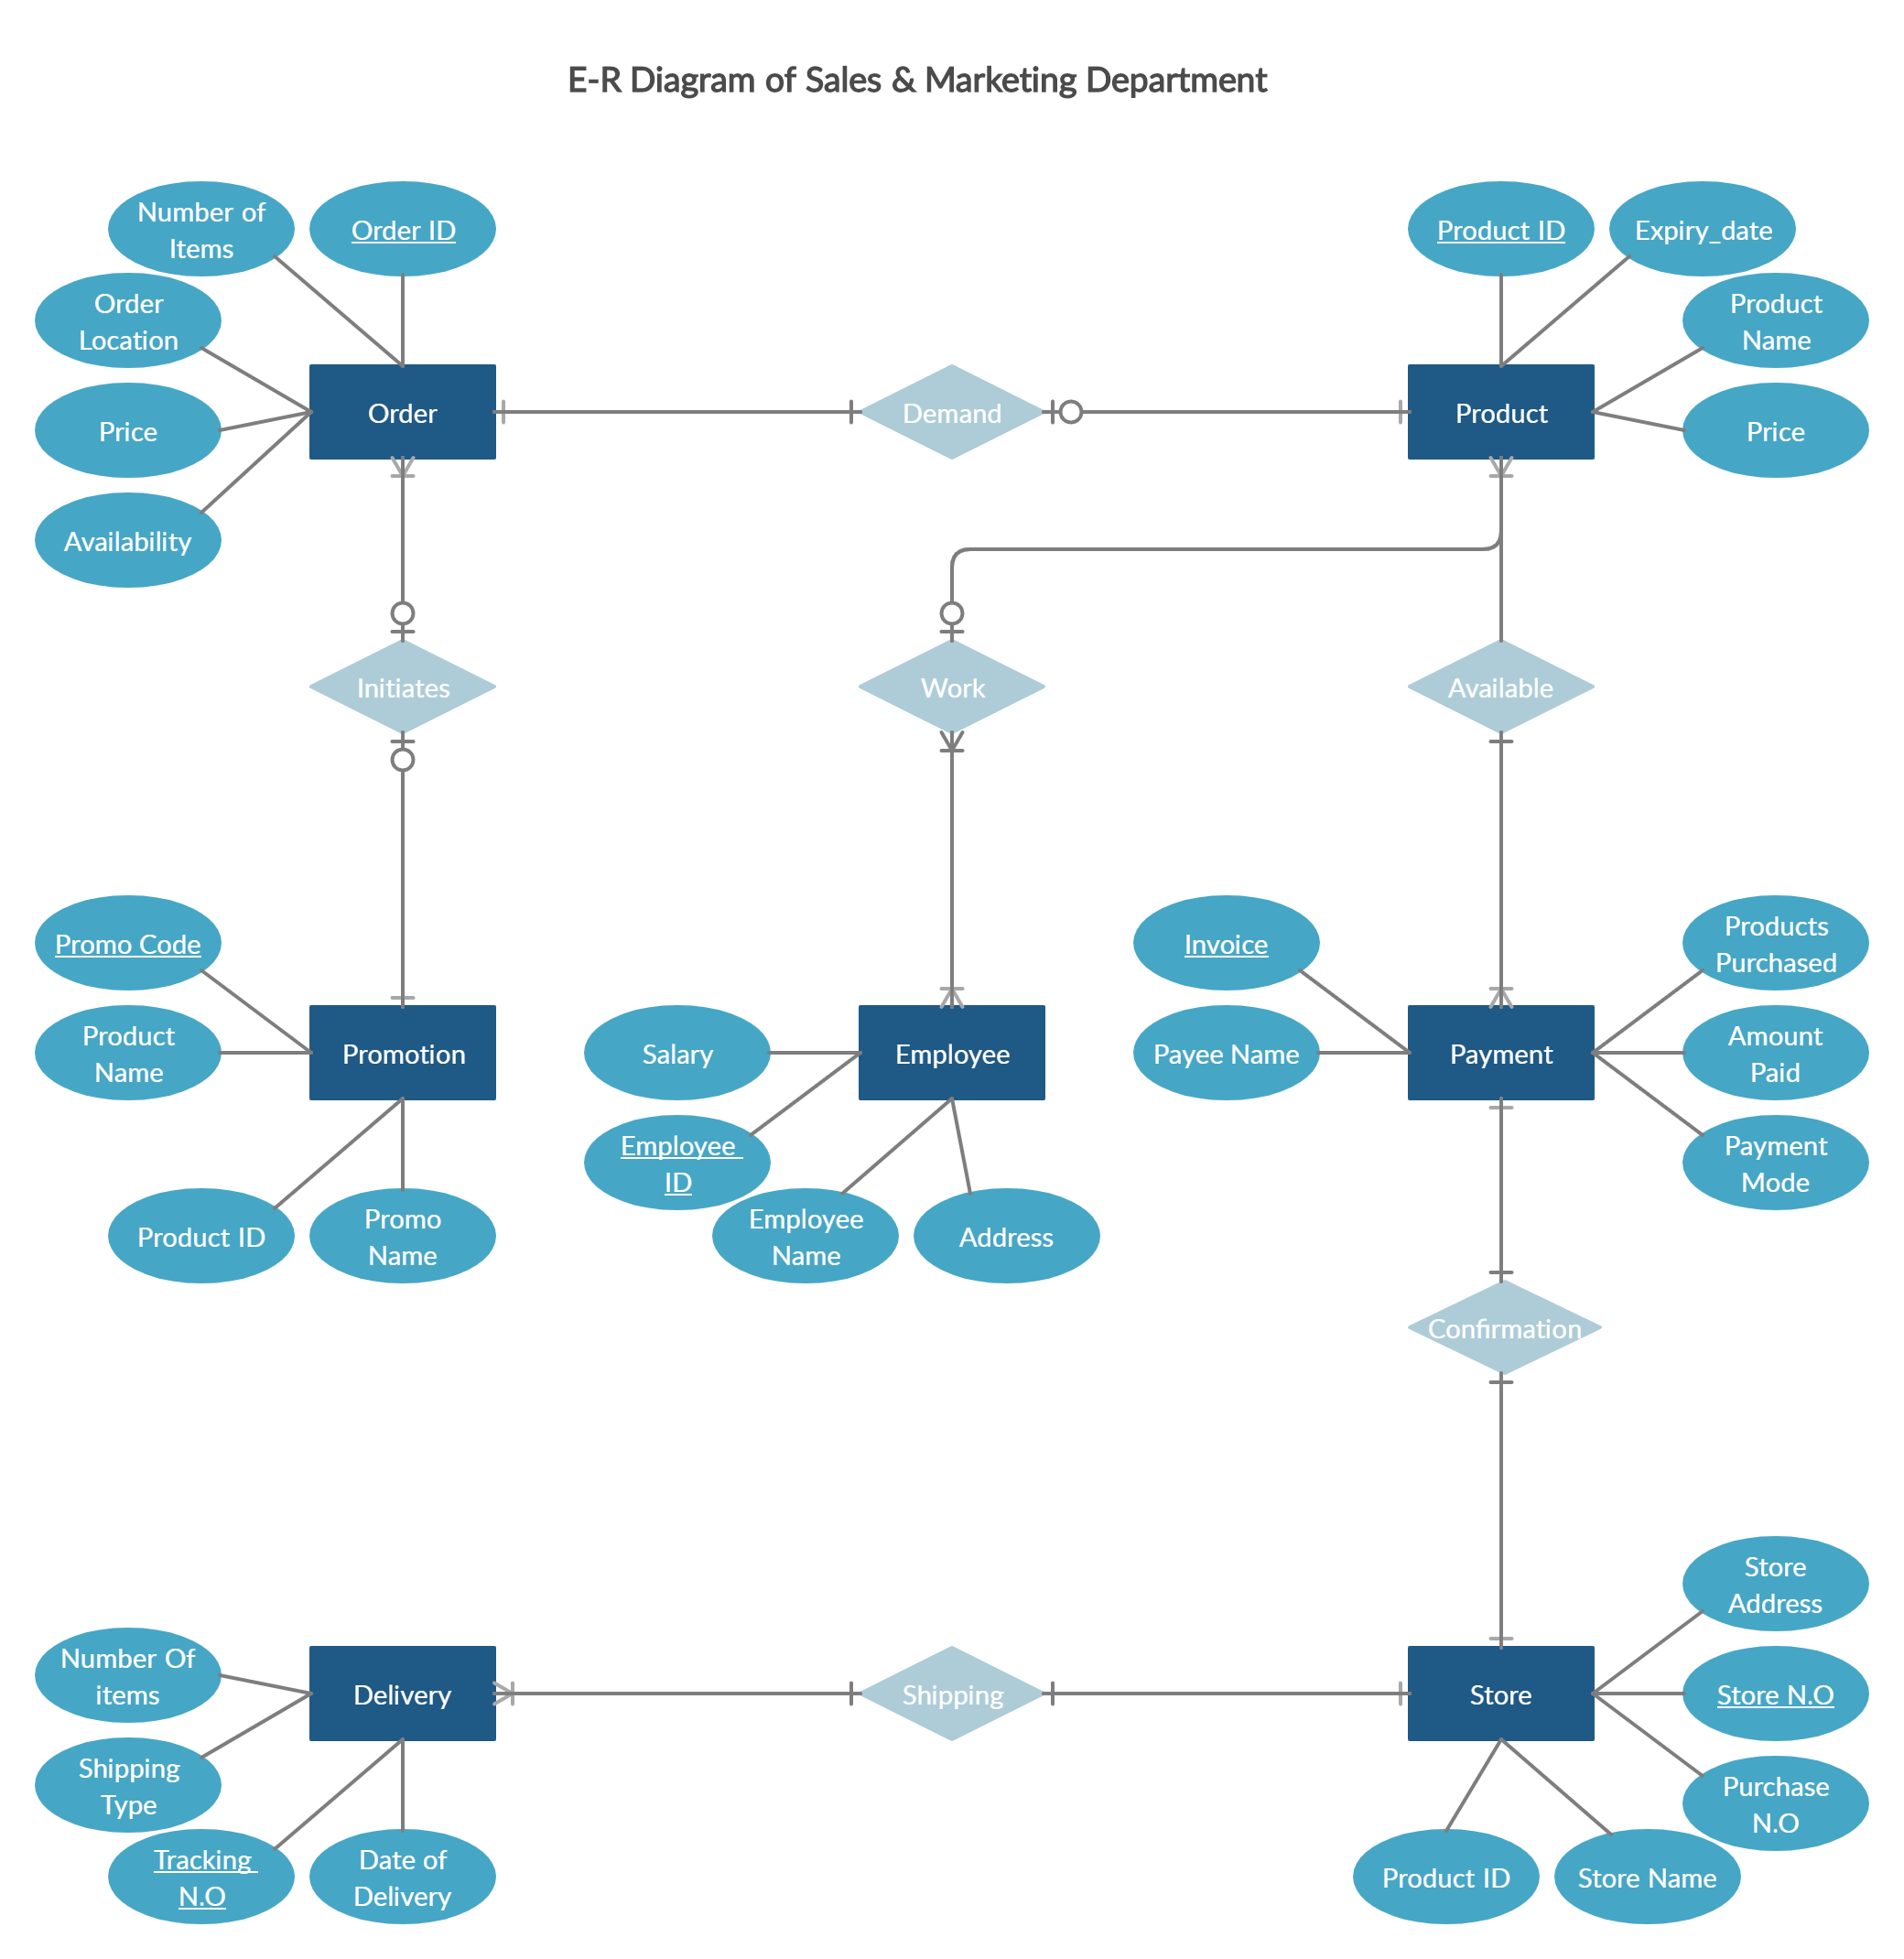 E-R Diagram of Sales & Marketing Department
Number of
Items
Order ID
Product ID
Expiry_date
Order
Location
Product
Name
Price
Order
Demand
Product
Price
Availability
Initiates
Work
Available
Promo Code
Invoice
Products
Purchased
Product
Name
Promotion
Salary
Employee
Payee Name
Payment
Amount
Paid
Employee
ID
Payment
Mode
Product ID
Promo
Name
Employee
Name
Address
Confirmation
Store
Address
Number Of
items
Delivery
Shipping
Store
Store N.O
Shipping
Type
Purchase
N.O
Tracking
N.O
Date of
Delivery
Product ID
Store Name